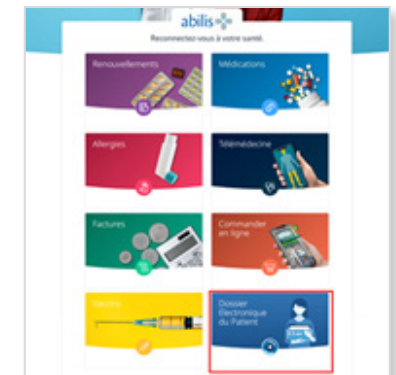 abilis
Reconnectez-vous à votre santé.
Renouvellements
Médications
Allergies
Télémédecine
Factures
Commander
en ligne
Vaccins
Dossier
Électronique
du Patient